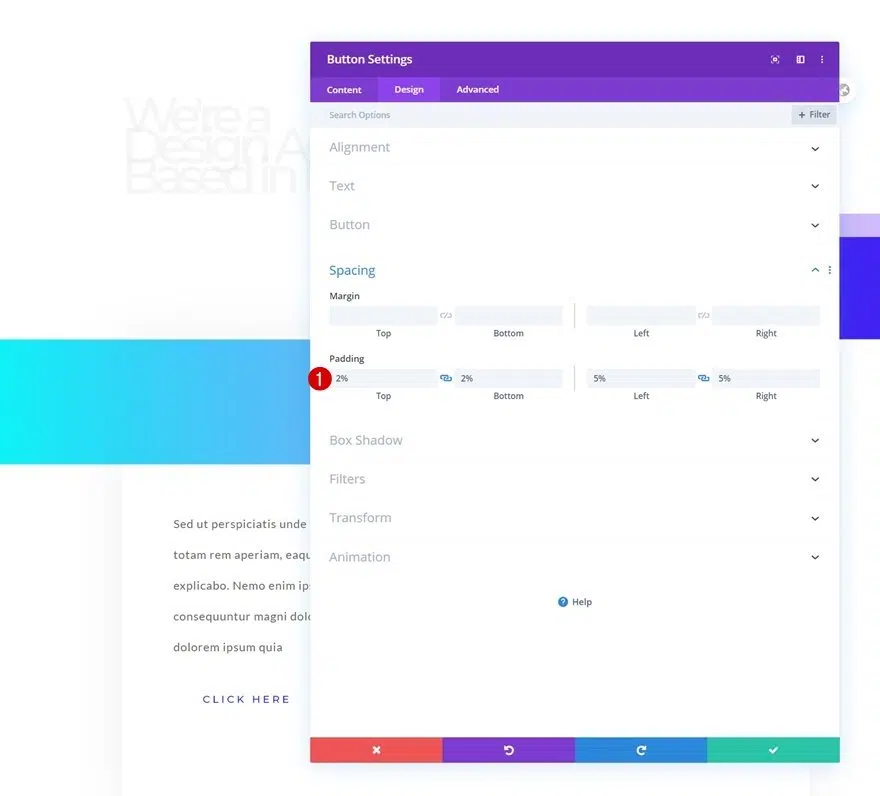 Button Settings
Content Design Advanced
Search Options + Filter
We're a
Design A
Based in
Alignment
Text
Button
Spacing
Margin
Top Bottom Left Right
Padding
1 2% 2% 5% 5%
Top Bottom Left Right
Box Shadow
Filters
Transform
Animation
? Help
Sed ut perspiciatis unde
totam rem aperiam, eaqu
explicabo. Nemo enim ip
consequuntur magni dol
dolorem ipsum quia
CLICK HERE